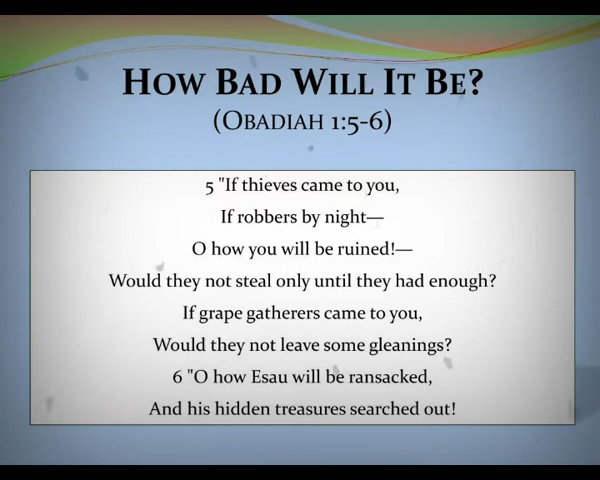 HOW BAD WILL IT BE?
(OBADIAH 1:5-6)
5 "If thieves came to you,
If robbers by night—
O how you will be ruined!—
Would they not steal only until they had enough?
If grape gatherers came to you,
Would they not leave some gleanings?
6 "O how Esau will be ransacked,
And his hidden treasures searched out!